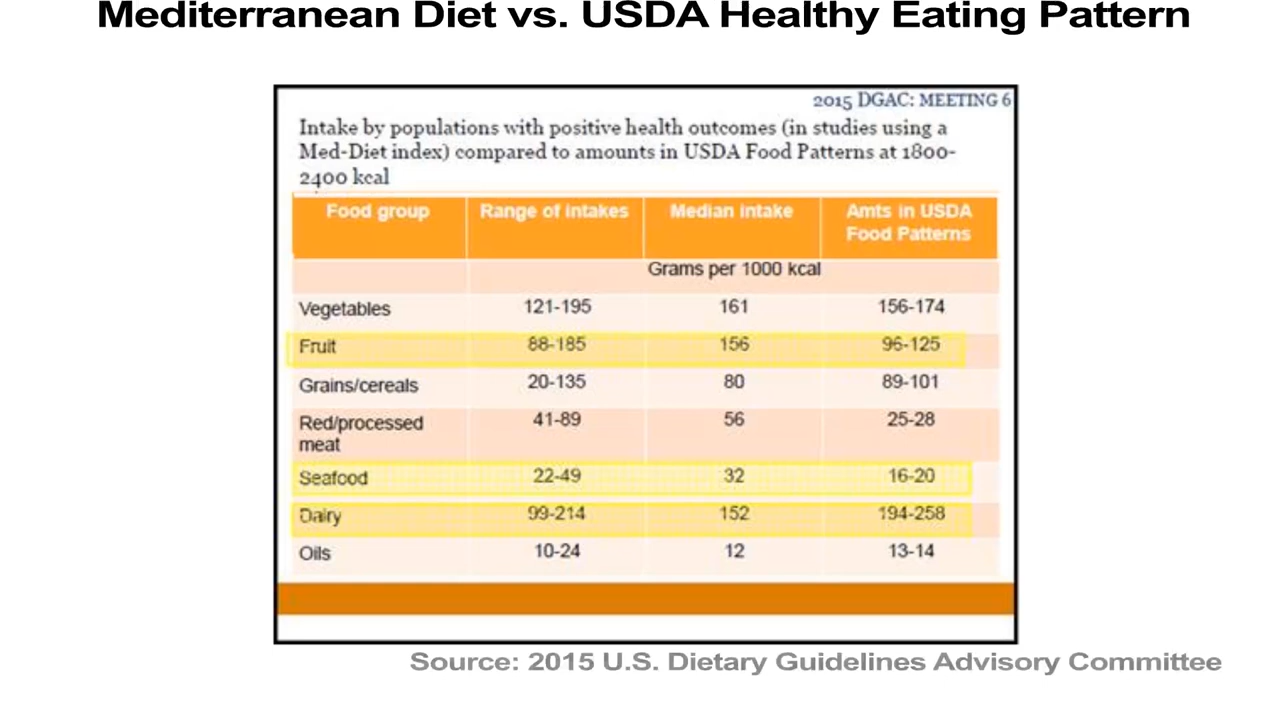 Mediterranean Diet vs. USDA Healthy Eating Pattern
2015 DGAC: MEETING 6
Intake by populations with positive health outcomes (in studies using a
Med-Diet index) compared to amounts in USDA Food Patterns at 1800-
2400 kcal
Food group Range of intakes Median intake Amts in USDA
Food Patterns
Grams per 1000 kcal
Vegetables 121-195 161 156-174
Fruit 88-185 156 96-125
Grains/cereals 20-135 80 89-101
Red/processed 41-89 56 25-28
meat
Seafood 22-49 32 16-20
Dairy 99-214 152 194-258
Oils 10-24 12 13-14
Source: 2015 U.S. Dietary Guidelines Advisory Committee